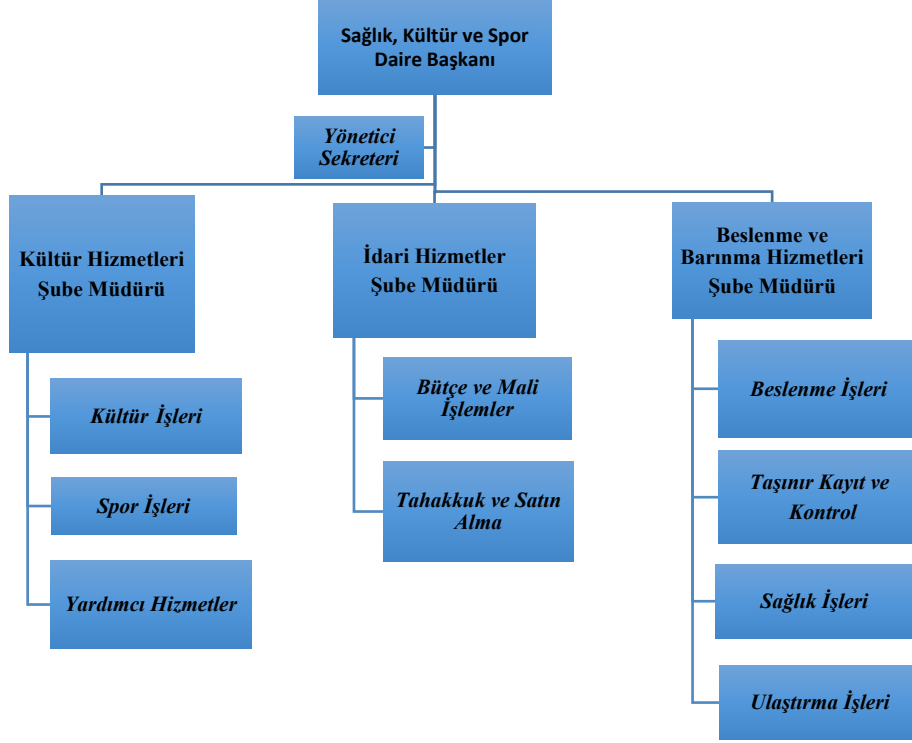 Sağlık, Kültür ve Spor
Daire Başkanı
Yönetici
Sekreteri
Kültür Hizmetleri
Şube Müdürü
Kültür İşleri
Spor İşleri
Yardımcı Hizmetler
İdari Hizmetler
Şube Müdürü
Bütçe ve Mali
İşlemler
Tahakkuk ve Satın
Alma
Beslenme ve
Barınma Hizmetleri
Şube Müdürü
Beslenme İşleri
Taşınır Kayıt ve
Kontrol
Sağlık İşleri
Ulaştırma İşleri